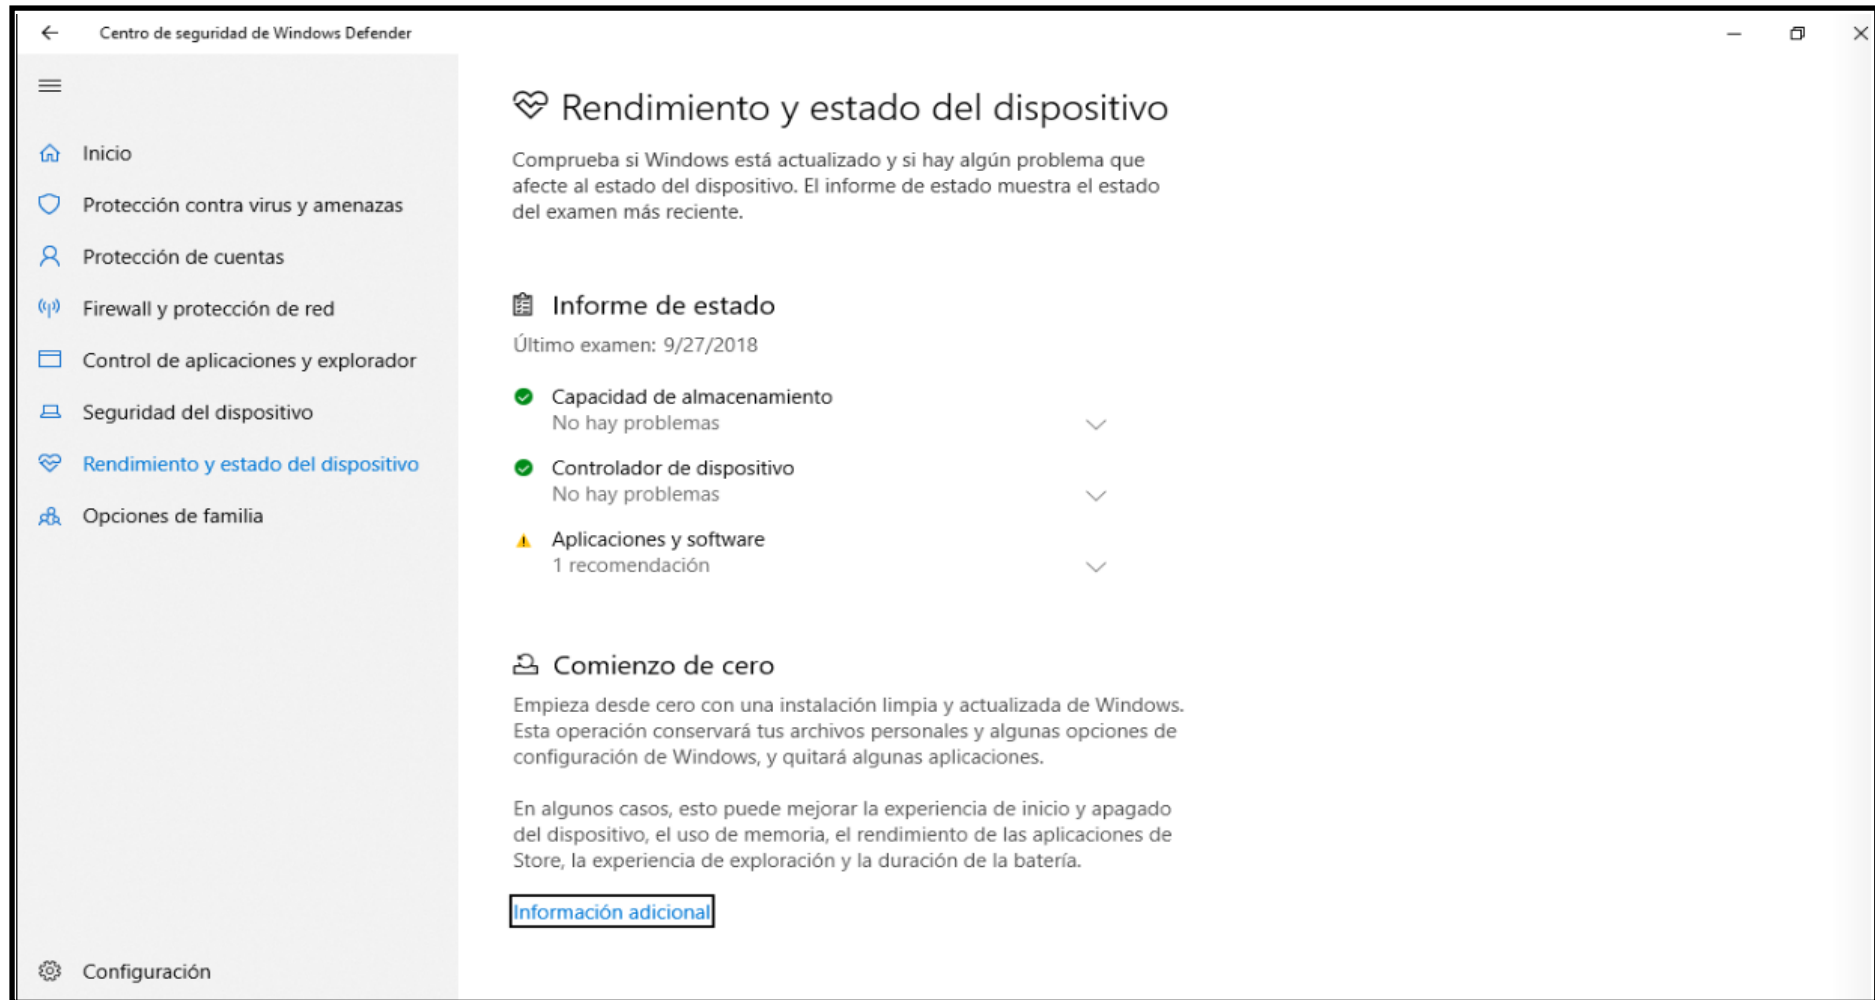 Centro de seguridad de Windows Defender
Inicio
Protección contra virus y amenazas
Protección de cuentas
Firewall y protección de red
Control de aplicaciones y explorador
Seguridad del dispositivo
Rendimiento y estado del dispositivo
Opciones de familia
Configuración
Rendimiento y estado del dispositivo
Comprueba si Windows está actualizado y si hay algún problema que
afecte al estado del dispositivo. El informe de estado muestra el estado
del examen más reciente.
Informe de estado
Último examen: 9/27/2018
Capacidad de almacenamiento
No hay problemas
Controlador de dispositivo
No hay problemas
Aplicaciones y software
1 recomendación
Comienzo de cero
Empieza desde cero con una instalación limpia y actualizada de Windows.
Esta operación conservará tus archivos personales y algunas opciones de
configuración de Windows, y quitará algunas aplicaciones.
En algunos casos, esto puede mejorar la experiencia de inicio y apagado
del dispositivo, el uso de memoria, el rendimiento de las aplicaciones de
Store, la experiencia de exploración y la duración de la batería.
Información adicional